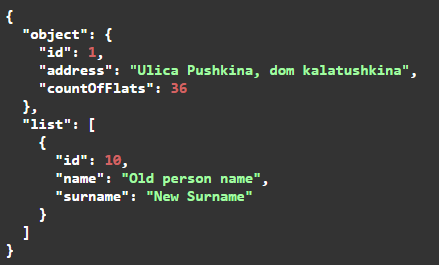 {
  "object": {
    "id": 1,
    "address": "Ulica Pushkina, dom kalatushkina",
    "countOfFlats": 36
  },
  "list": [
    {
      "id": 10,
      "name": "Old person name",
      "surname": "New Surname"
    }
  ]
}